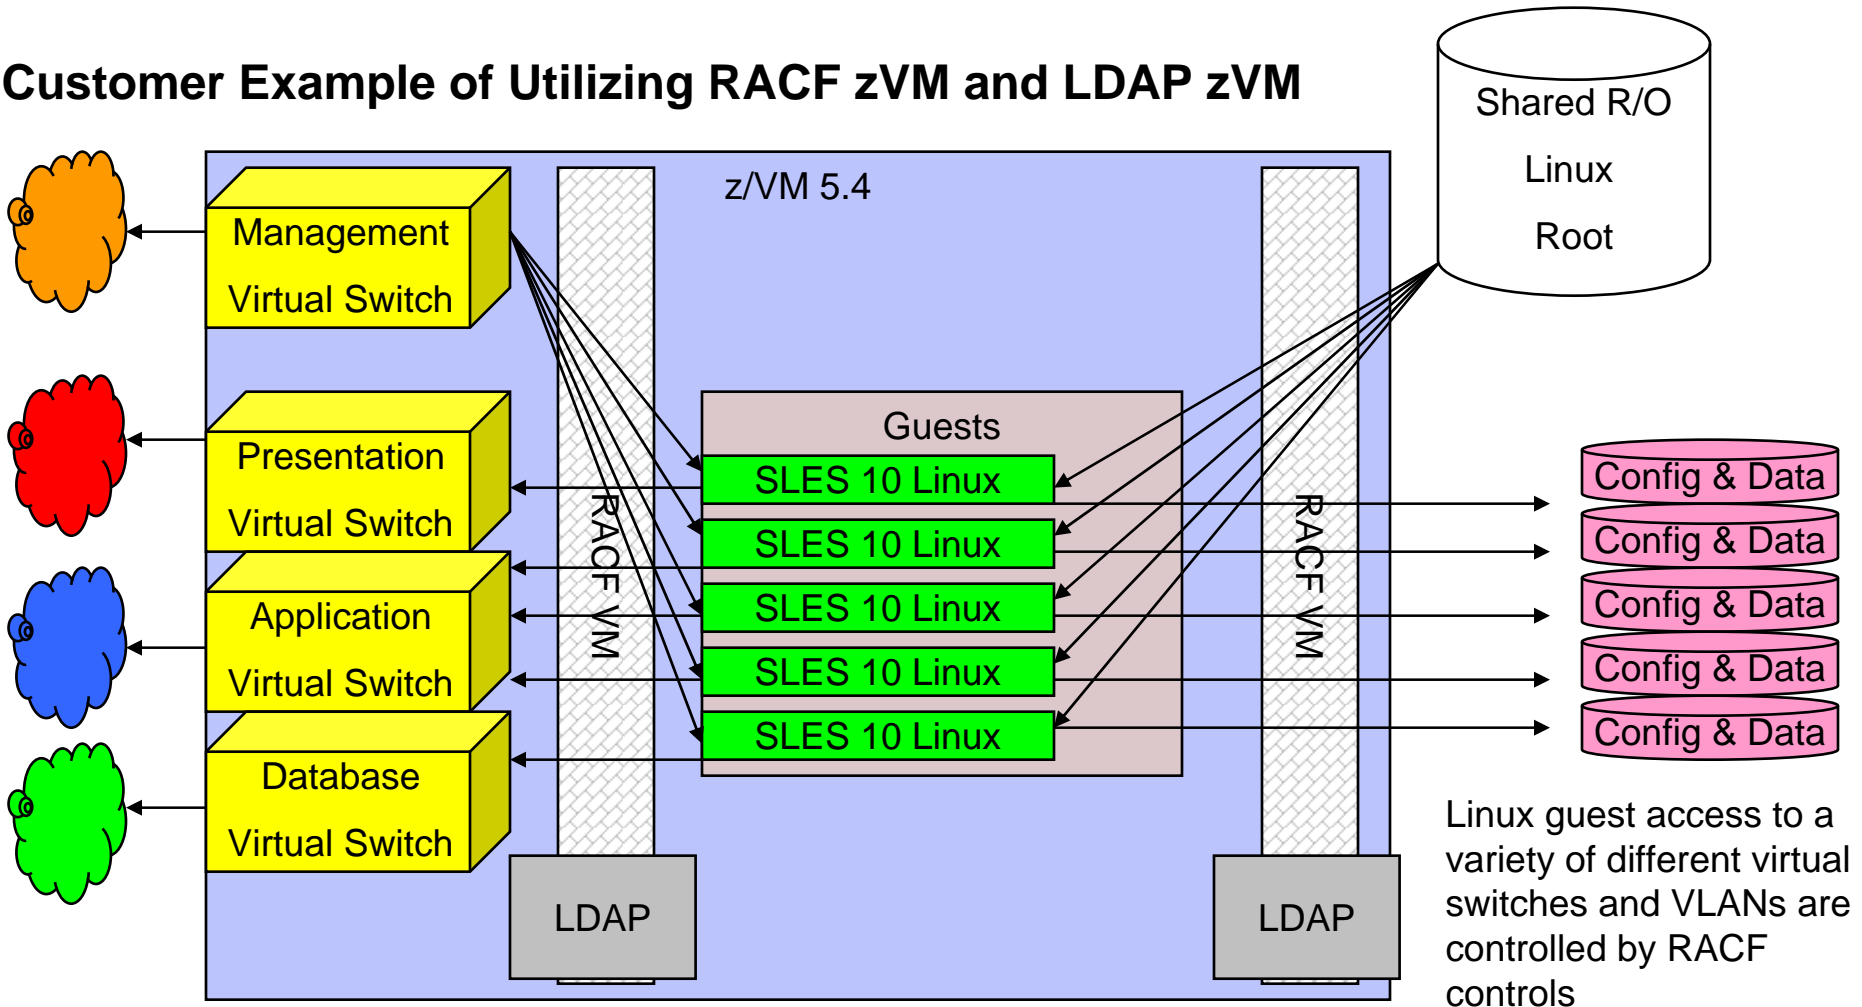 Customer Example of Utilizing RACF zVM and LDAP zVM
Shared R/O
Linux
Root
z/VM 5.4
Management
Virtual Switch
Presentation
Virtual Switch
Application
Virtual Switch
Database
Virtual Switch
RACF VM
Guests
SLES 10 Linux
SLES 10 Linux
SLES 10 Linux
SLES 10 Linux
SLES 10 Linux
RACF VM
Config & Data
Config & Data
Config & Data
Config & Data
Config & Data
LDAP
LDAP
Linux guest access to a
variety of different virtual
switches and VLANs are
controlled by RACF
controls